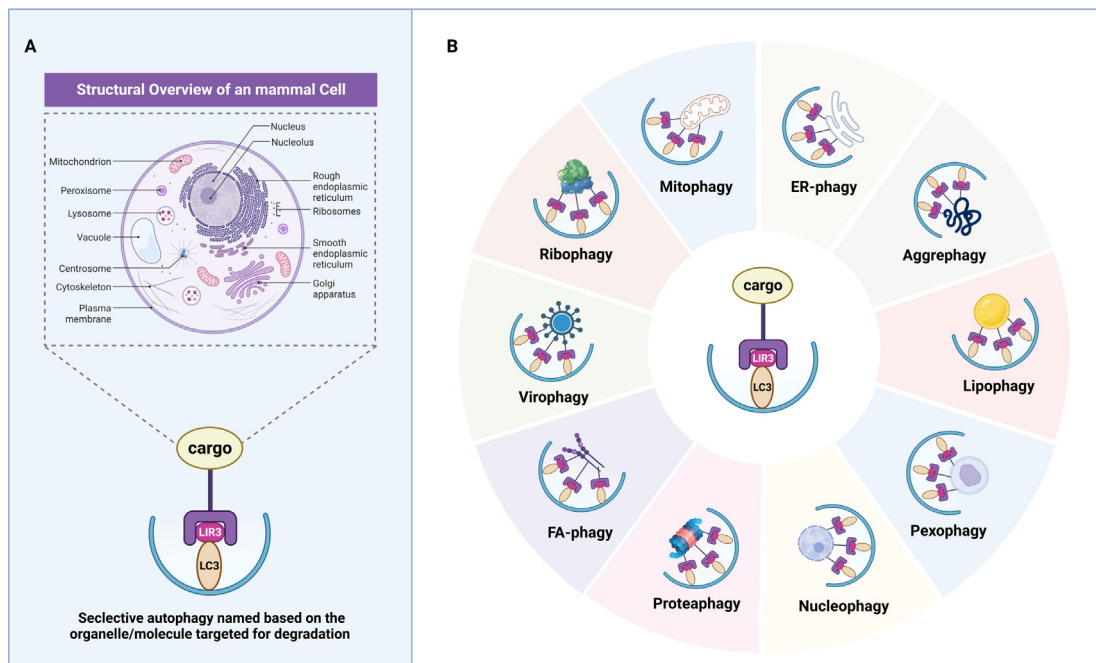 A
Structural Overview of an mammal Cell
Nucleus
Nucleolus
Mitochondrion
Peroxisome
Lysosome
Vacuole
Centrosome
Cytoskeleton
Plasma
membrane
Rough
endoplasmic
reticulum
Ribosomes
Smooth
endoplasmic
reticulum
Golgi
apparatus
cargo
LIR3
LC3
Seclective autophagy named based on the
organelle/molecule targeted for degradation
B
Mitophagy
ER-phagy
Aggrephagy
Lipophagy
Pexophagy
Nucleophagy
Proteaphagy
FA-phagy
Virophagy
Ribophagy
cargo
LIR3
LC3